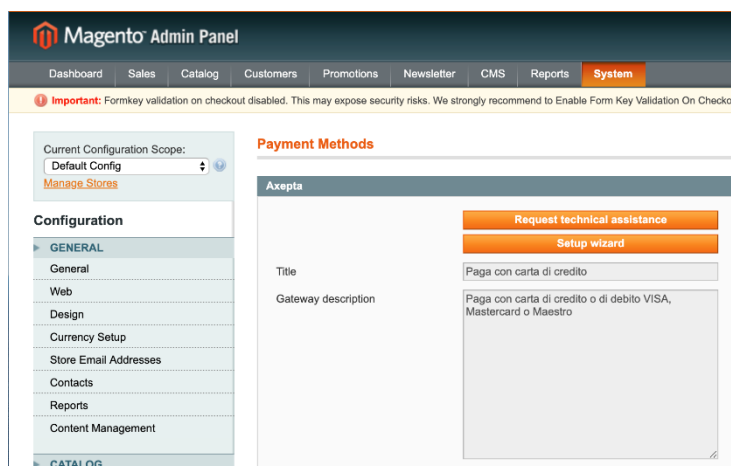 Magento Admin Panel
Dashboard Sales Catalog Customers Promotions Newsletter CMS Reports System
Important: Formkey validation on checkout disabled. This may expose security risks. We strongly recommend to Enable Form Key Validation On Checko
Current Configuration Scope:
Default Config
Manage Stores
Configuration
GENERAL
General
Web
Design
Currency Setup
Store Email Addresses
Contacts
Reports
Content Management
CATALOG
Payment Methods
Axepta
Request technical assistance
Setup wizard
Title
Paga con carta di credito
Gateway description
Paga con carta di credito o di debito VISA,
Mastercard o Maestro